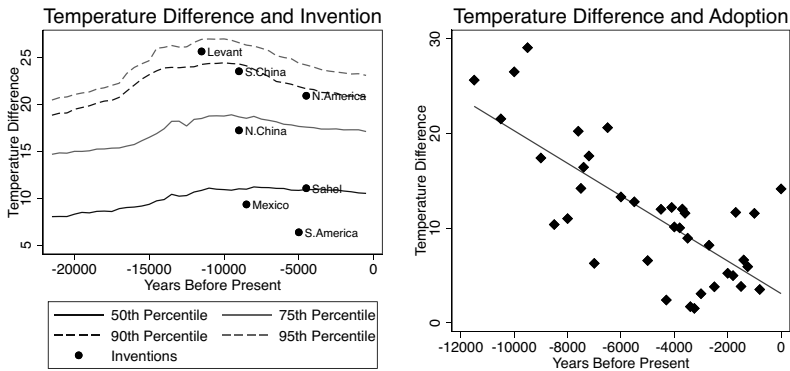 Temperature Difference and Invention
Temperature Difference
25
20
15
10
5
Levant
S.China
N.America
N.China
Sahel
Mexico
S.America
-20000 -15000 -10000 -5000 0
Years Before Present
50th Percentile 75th Percentile
90th Percentile 95th Percentile
Inventions
Temperature Difference and Adoption
Temperature Difference
30
20
10
0
-12000 -10000 -8000 -6000 -4000 -2000 0
Years Before Present